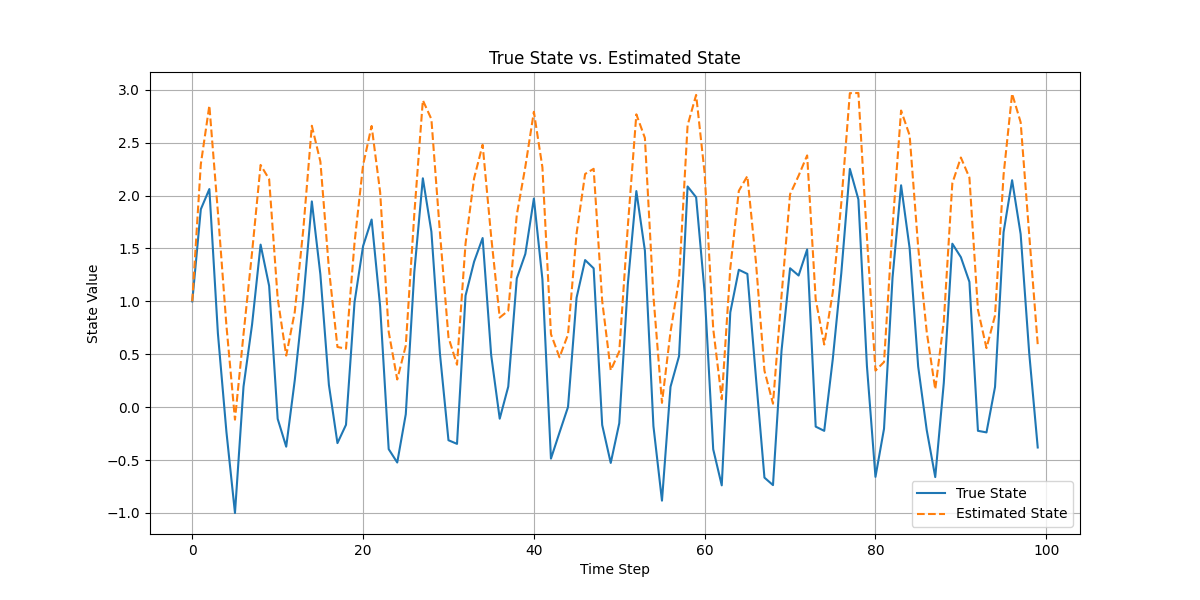 True State vs. Estimated State
State Value
3.0
2.5
2.0
1.5
1.0
0.5
0.0
−0.5
−1.0
True State
Estimated State
0 20 40 60 80 100
Time Step